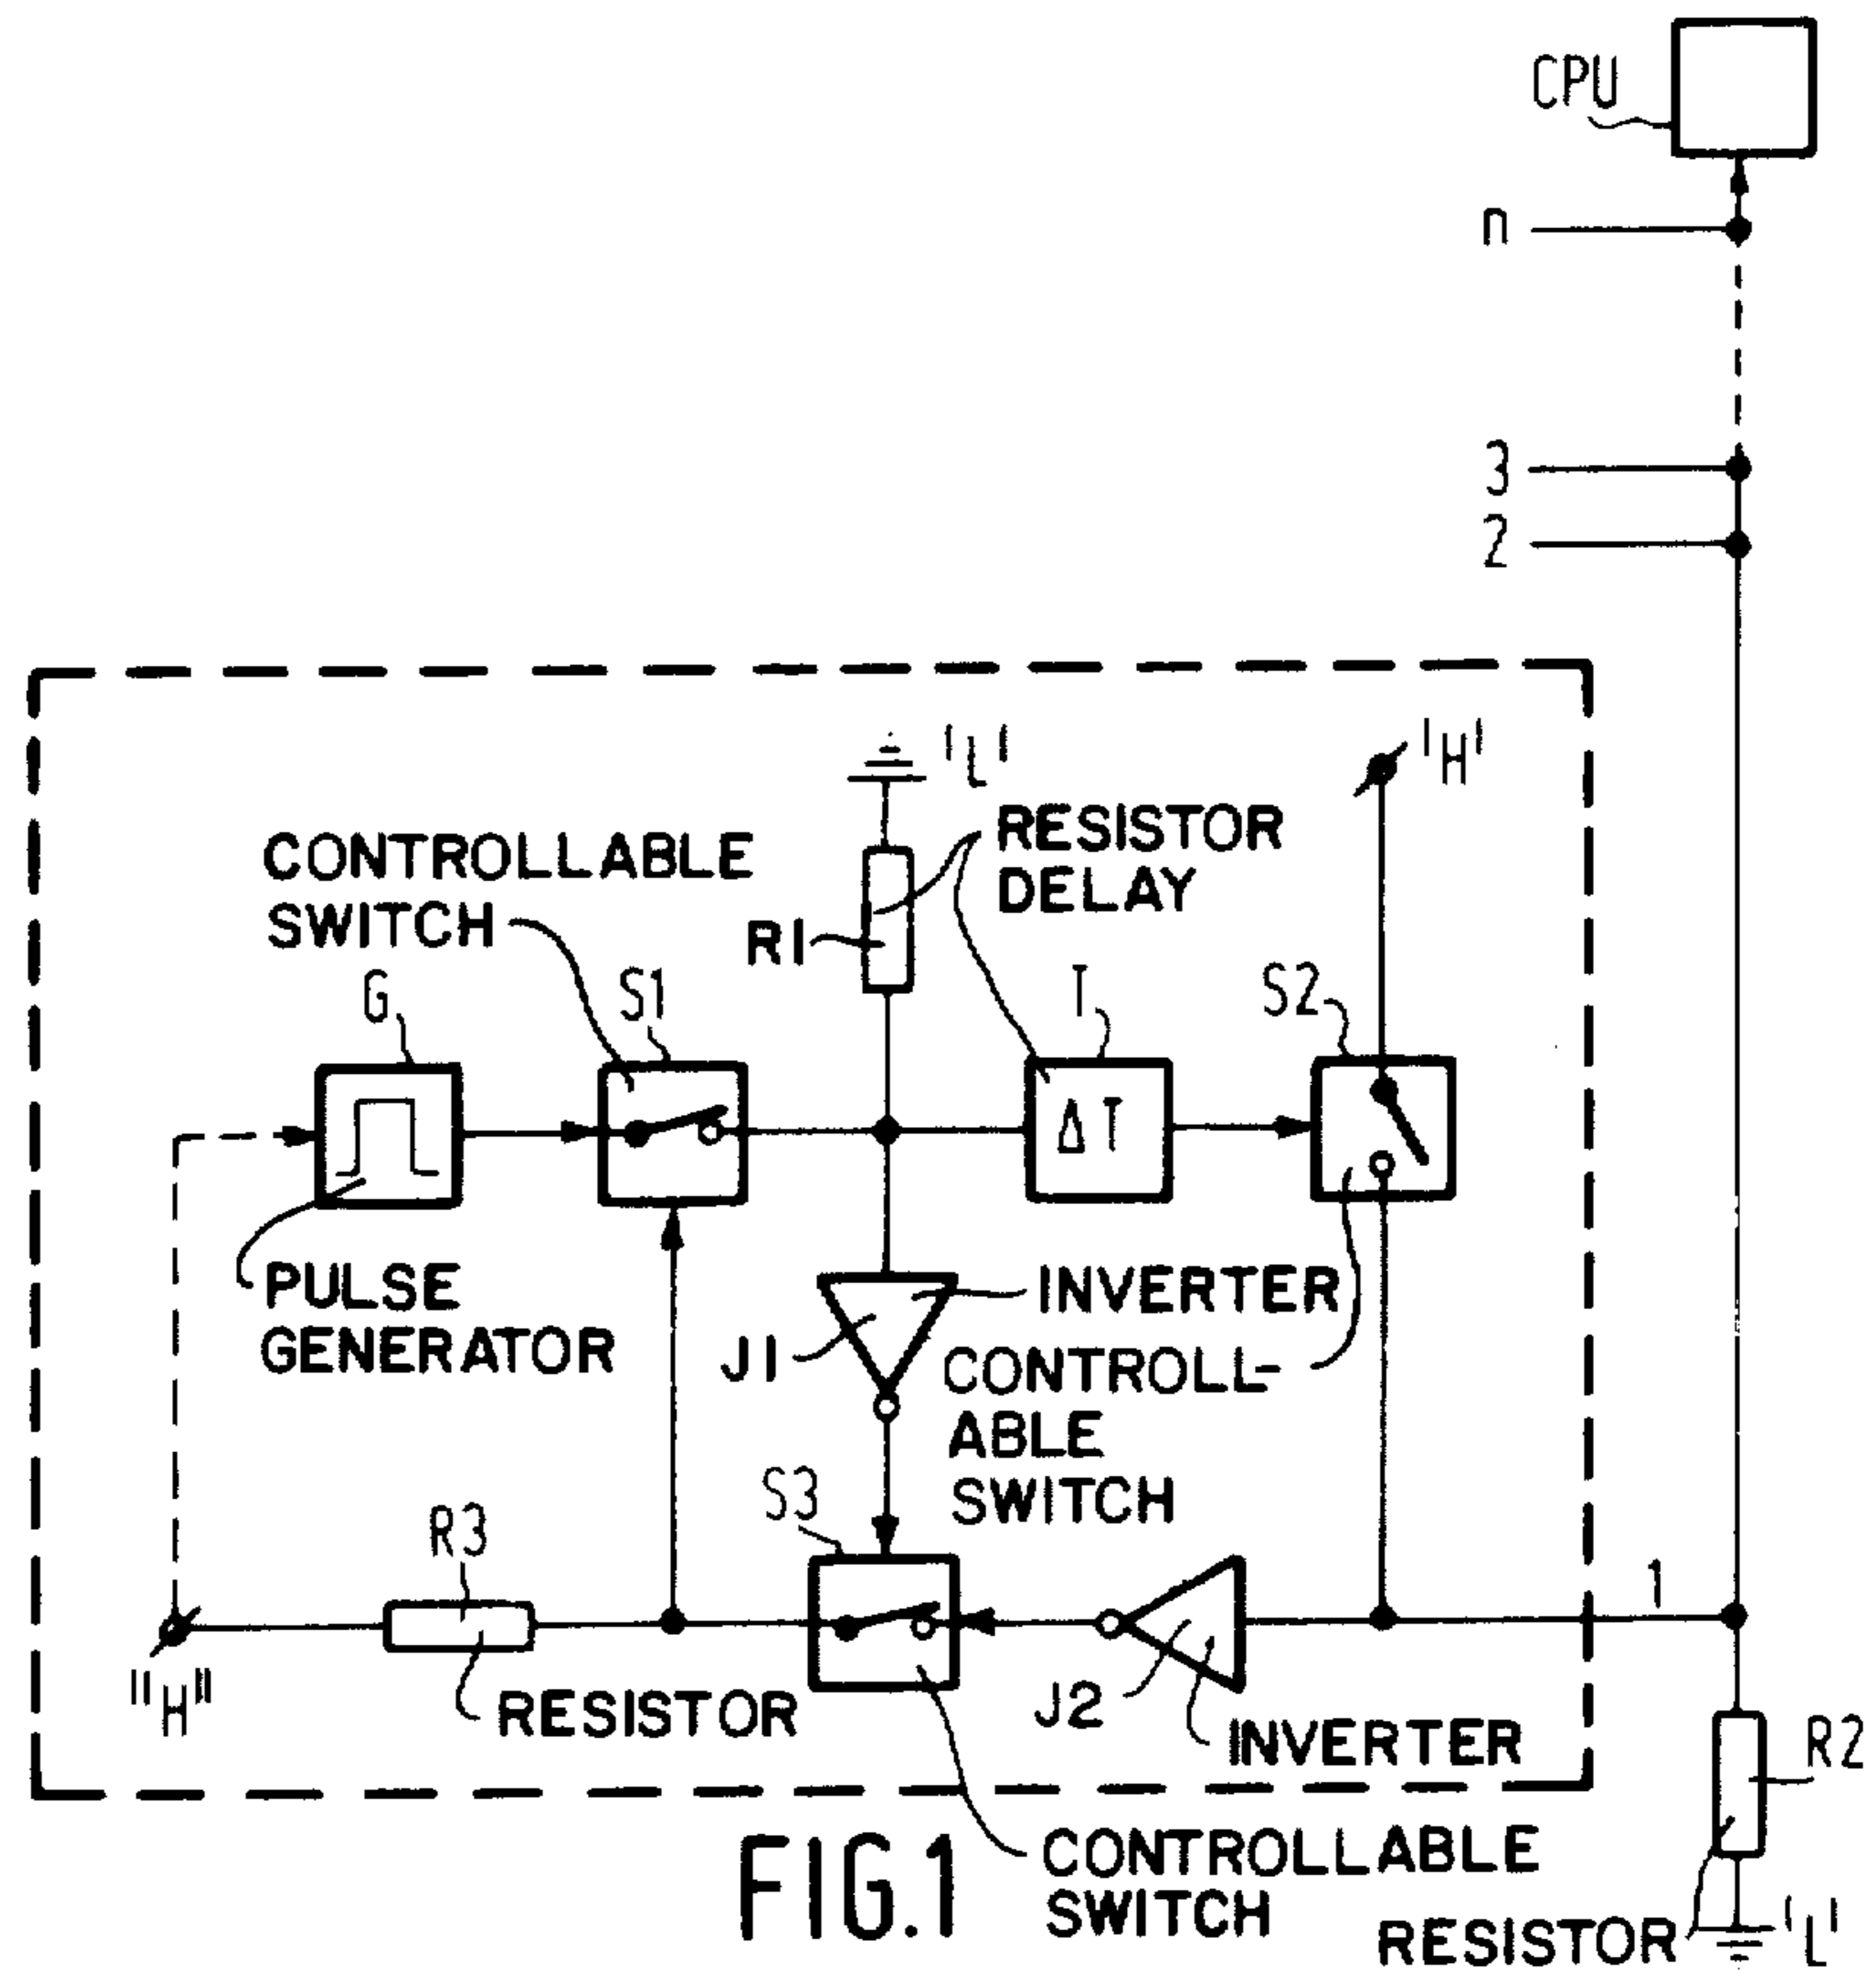 CPU
n
3
2
'L'
'H'
CONTROLLABLE
SWITCH
RESISTOR
DELAY
R1
G
S1
T
S2
ΔT
PULSE
GENERATOR
INVERTER
J1
CONTROLL-
ABLE
SWITCH
S3
R3
1
"H"
RESISTOR
J2
INVERTER
R2
CONTROLLABLE
SWITCH
FIG.1
RESISTOR
'L'